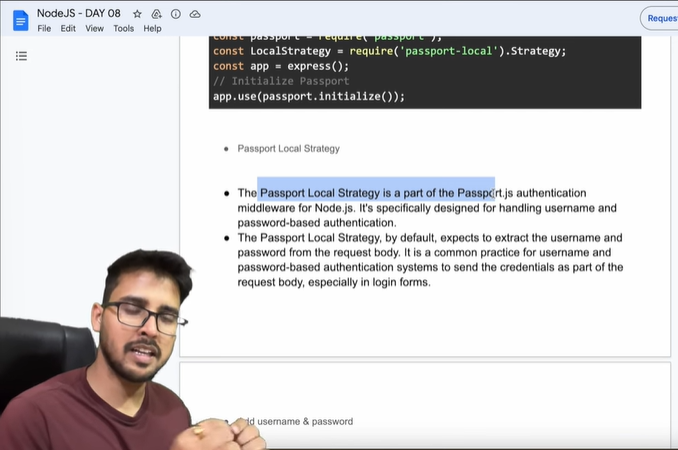 NodeJS - DAY 08
File Edit View Tools Help
Request
const passport = require('passport');
const LocalStrategy = require('passport-local').Strategy;
const app = express();
// Initialize Passport
app.use(passport.initialize());
● Passport Local Strategy
● The Passport Local Strategy is a part of the Passport.js authentication
middleware for Node.js. It's specifically designed for handling username and
password-based authentication.
● The Passport Local Strategy, by default, expects to extract the username and
password from the request body. It is a common practice for username and
password-based authentication systems to send the credentials as part of the
request body, especially in login forms.
username & password